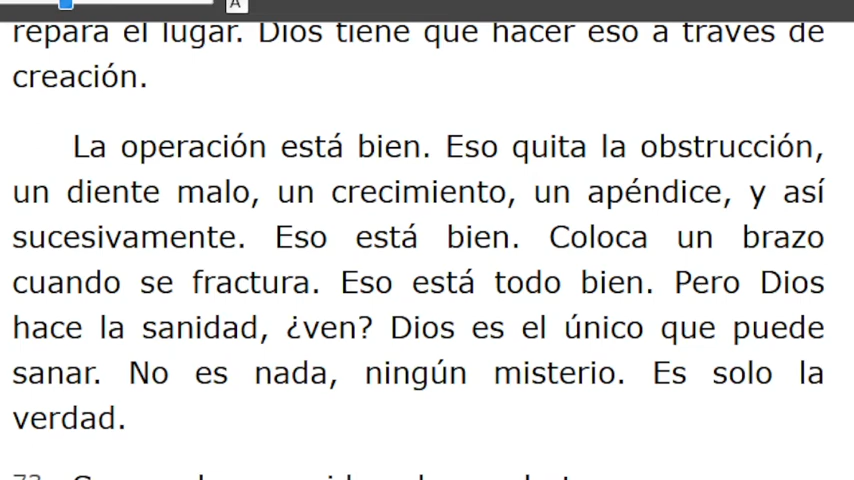 A
repara el lugar. Dios tiene que hacer eso a través de
creación.
La operación está bien. Eso quita la obstrucción,
un diente malo, un crecimiento, un apéndice, y así
sucesivamente. Eso está bien. Coloca un brazo
cuando se fractura. Eso está todo bien. Pero Dios
hace la sanidad, ¿ven? Dios es el único que puede
sanar. No es nada, ningún misterio. Es solo la
verdad.